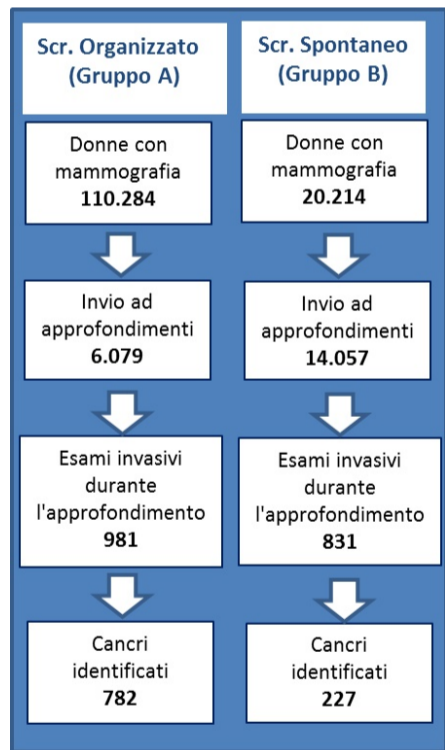 Scr. Organizzato
(Gruppo A)
Donne con
mammografia
110.284
Invio ad
approfondimenti
6.079
Esami invasivi
durante
l'approfondimento
981
Cancri
identificati
782
Scr. Spontaneo
(Gruppo B)
Donne con
mammografia
20.214
Invio ad
approfondimenti
14.057
Esami invasivi
durante
l'approfondimento
831
Cancri
identificati
227